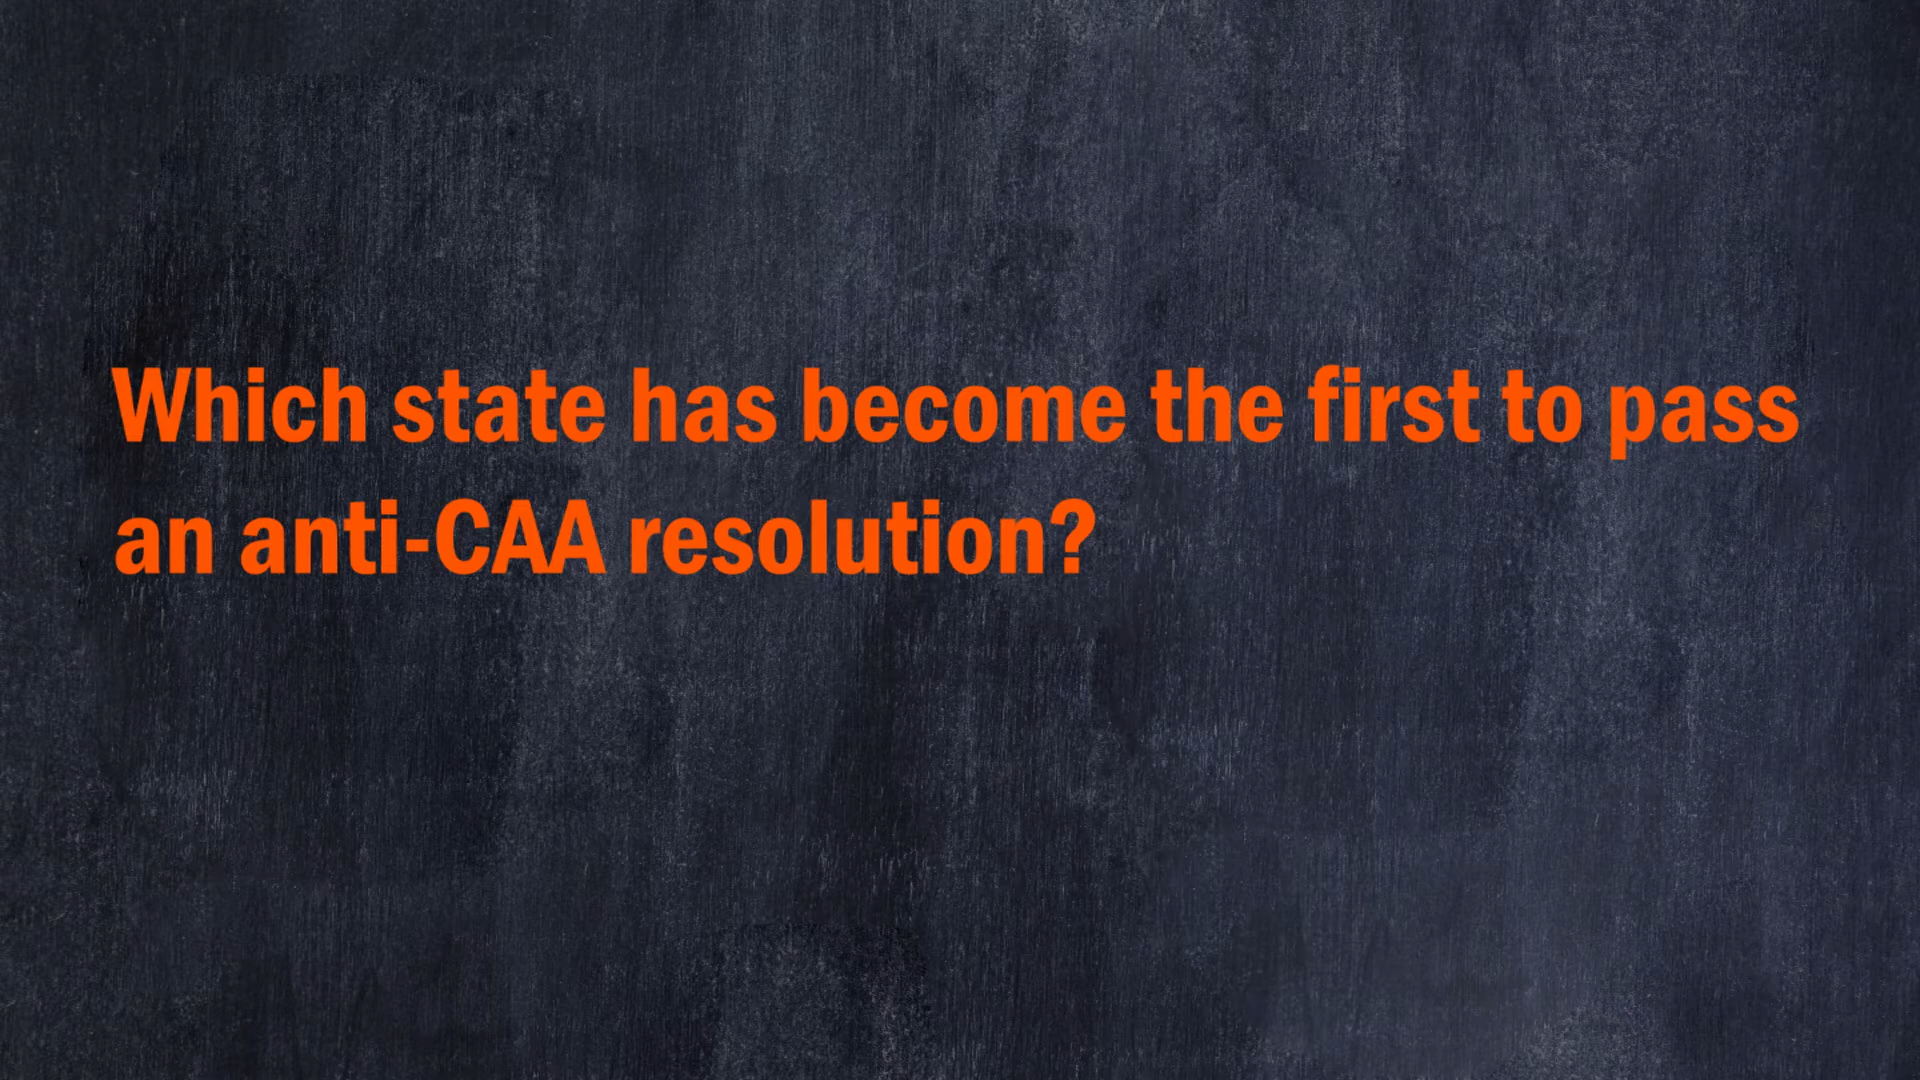 Which state has become the first to pass
an anti-CAA resolution?